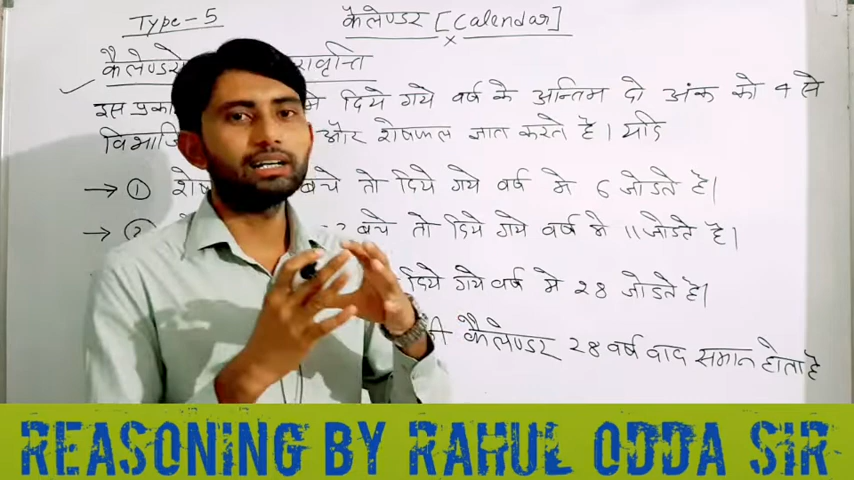 Type-5
कैलेण्डर [Calendar]
कैलेण्डरो रावृत्ति
इस प्रका मे दिये गये वर्ष के अन्तिम दो अंक को 4 से
विभाजि और शेषफल ज्ञात करते है। यदि
→ ① शेष बचे तो दिये गये वर्ष मे 6 जोडते है।
→ ② बचे तो दिये गये वर्ष मे 11 जोडते है।
दिये गये वर्ष मे 28 जोडते है।
कैलेण्डर 28 वर्ष बाद समान होता है
REASONING BY RAHUL ODDA SIR